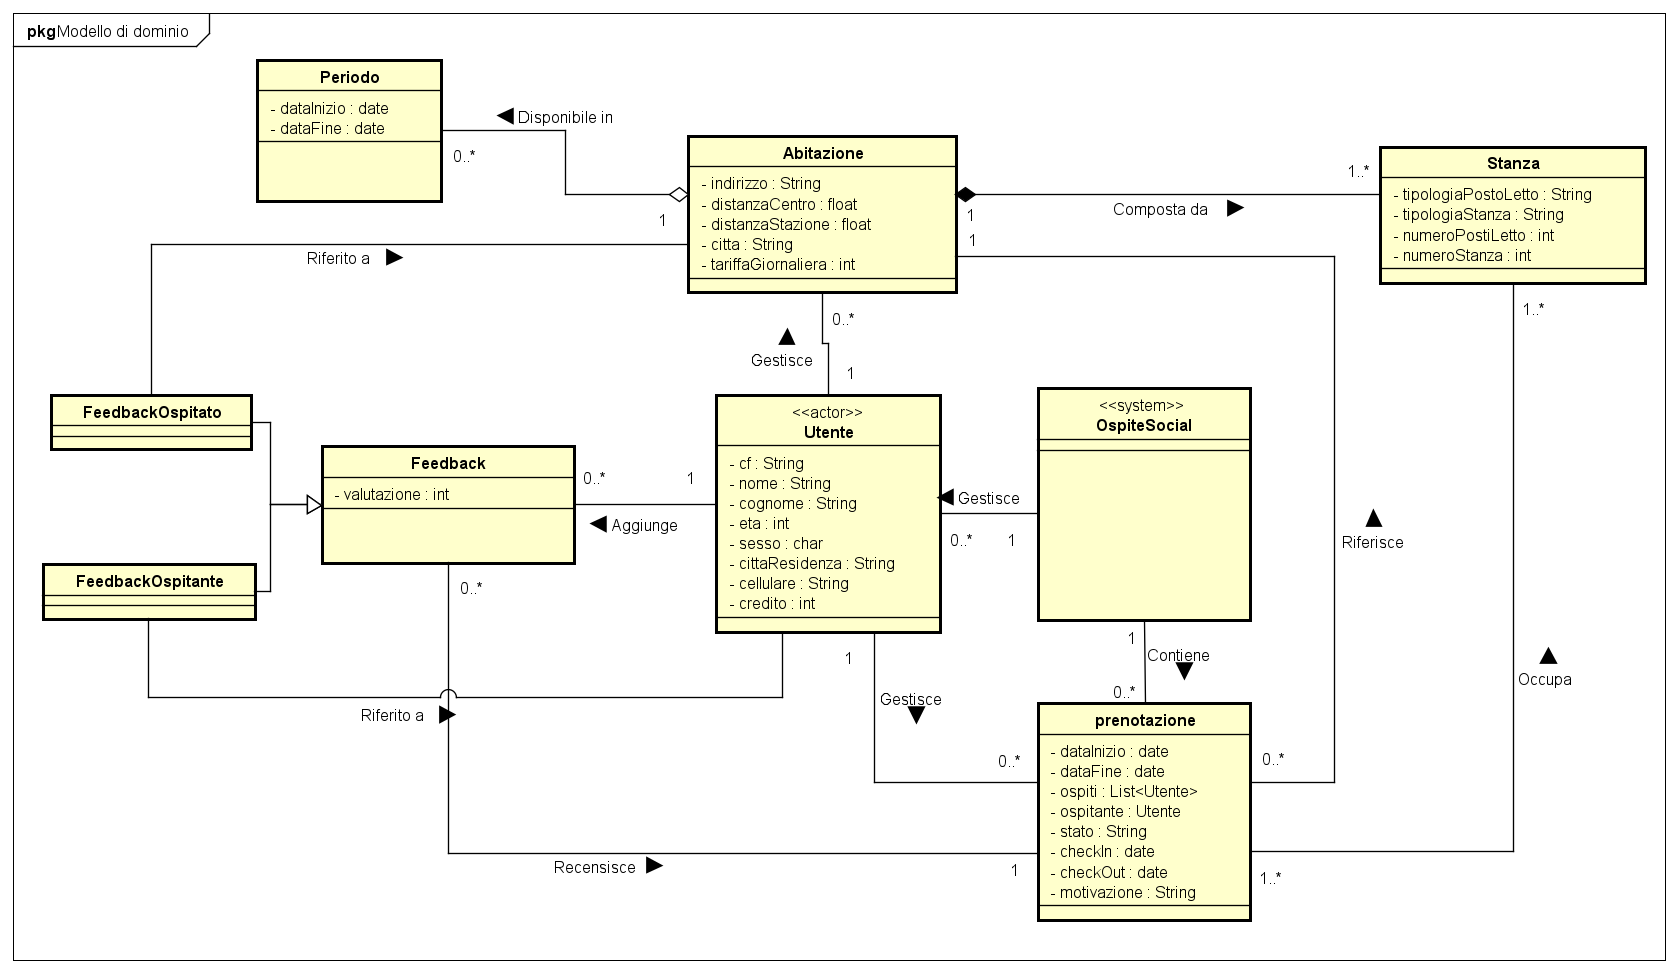 pkg Modello di dominio
Periodo
- dataInizio : date
- dataFine : date
Disponibile in
0..*
1
Abitazione
- indirizzo : String
- distanzaCentro : float
- distanzaStazione : float
- citta : String
- tariffaGiornaliera : int
1
Composta da
1..*
1
Stanza
- tipologiaPostoLetto : String
- tipologiaStanza : String
- numeroPostiLetto : int
- numeroStanza : int
1..*
Riferito a
0..*
Gestisce
1
FeedbackOspitato
Feedback
- valutazione : int
0..*
1
Aggiunge
0..*
<<actor>>
Utente
- cf : String
- nome : String
- cognome : String
- eta : int
- sesso : char
- cittaResidenza : String
- cellulare : String
- credito : int
Gestisce
0..*
1
<<system>>
OspiteSocial
Riferisce
FeedbackOspitante
Riferito a
1
Gestisce
0..*
1
Contiene
0..*
Occupa
prenotazione
- dataInizio : date
- dataFine : date
- ospiti : List<Utente>
- ospitante : Utente
- stato : String
- checkIn : date
- checkOut : date
- motivazione : String
0..*
1..*
Recensisce
1